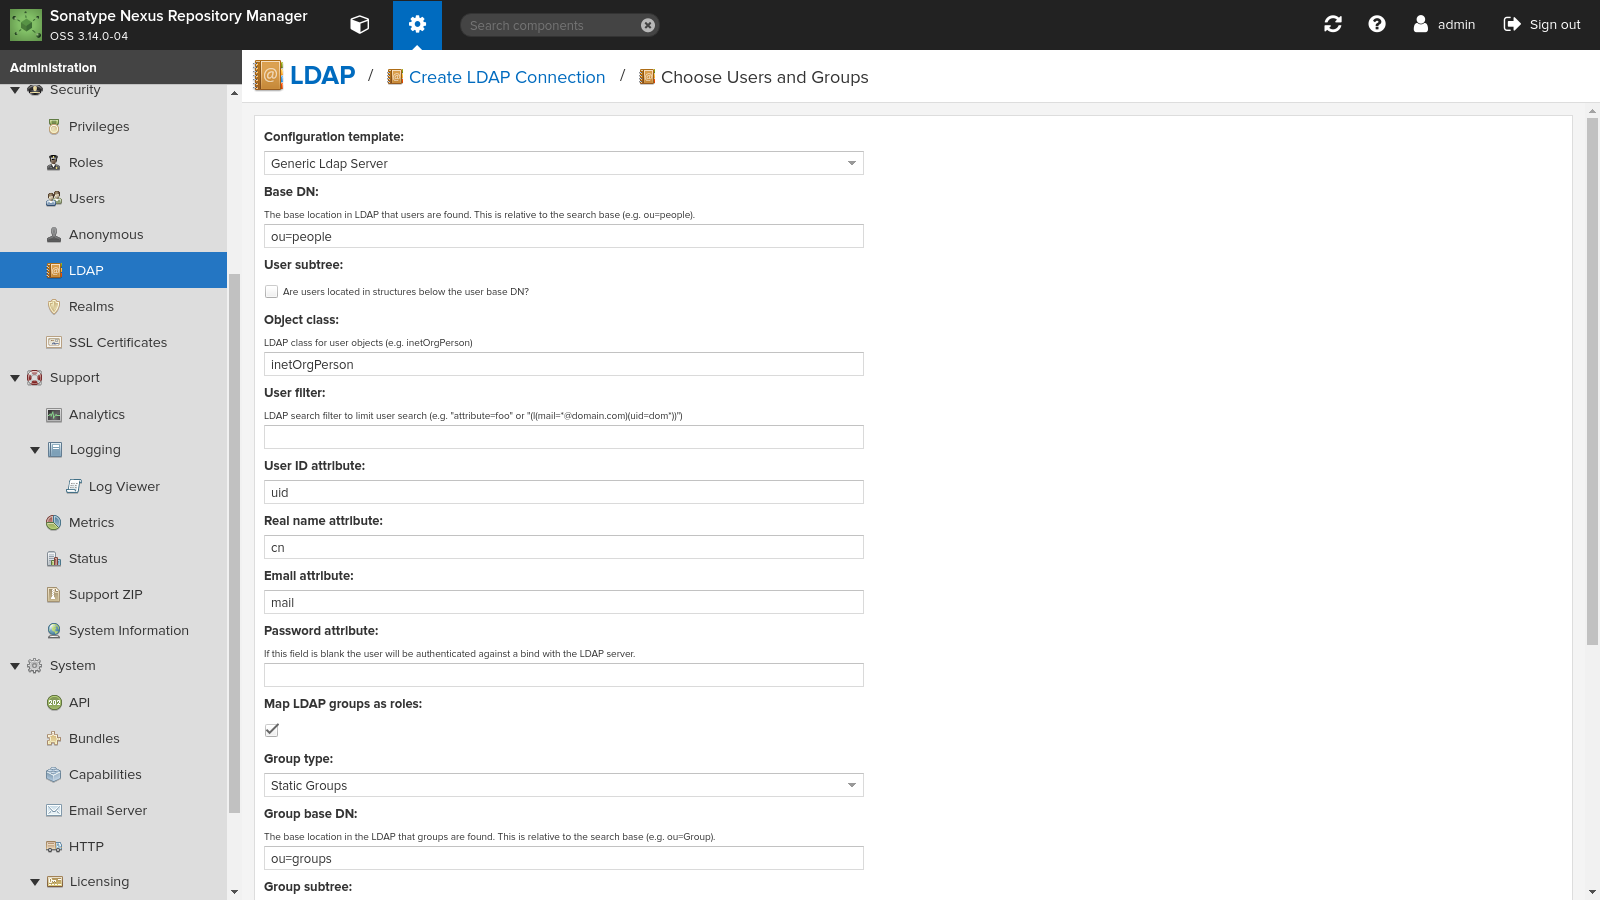 Sonatype Nexus Repository Manager
OSS 3.14.0-04
Search components
admin
Sign out
Administration
Security
Privileges
Roles
Users
Anonymous
LDAP
Realms
SSL Certificates
Support
Analytics
Logging
Log Viewer
Metrics
Status
Support ZIP
System Information
System
API
Bundles
Capabilities
Email Server
HTTP
Licensing
LDAP / Create LDAP Connection / Choose Users and Groups
Configuration template:
Generic Ldap Server
Base DN:
The base location in LDAP that users are found. This is relative to the search base (e.g. ou=people).
ou=people
User subtree:
Are users located in structures below the user base DN?
Object class:
LDAP class for user objects (e.g. inetOrgPerson)
inetOrgPerson
User filter:
LDAP search filter to limit user search (e.g. "attribute=foo" or "(|(mail=*@domain.com)(uid=dom*))")
User ID attribute:
uid
Real name attribute:
cn
Email attribute:
mail
Password attribute:
If this field is blank the user will be authenticated against a bind with the LDAP server.
Map LDAP groups as roles:
Group type:
Static Groups
Group base DN:
The base location in the LDAP that groups are found. This is relative to the search base (e.g. ou=Group).
ou=groups
Group subtree: